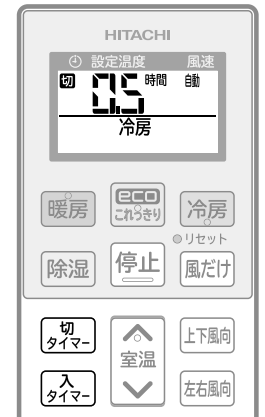 HITACHI
設定温度 風速
切 0.5 時間 自動
冷房
暖房 eco これっきり 冷房
リセット
除湿 停止 風だけ
切タイマー 室温 上下風向
入タイマー 左右風向